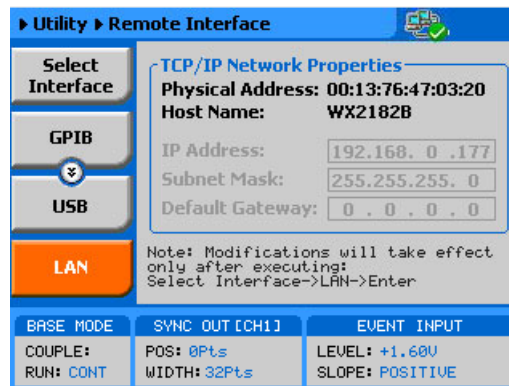 Utility ▸ Remote Interface
Select
Interface
GPIB
USB
LAN
TCP/IP Network Properties
Physical Address: 00:13:76:47:03:20
Host Name: WX2182B
IP Address: 192.168. 0 .177
Subnet Mask: 255.255.255. 0
Default Gateway: 0 . 0 . 0 . 0
Note: Modifications will take effect
only after executing:
Select Interface->LAN->Enter
BASE MODE
COUPLE:
RUN: CONT
SYNC OUT [CH1]
POS: 0Pts
WIDTH: 32Pts
EVENT INPUT
LEVEL: +1.60V
SLOPE: POSITIVE